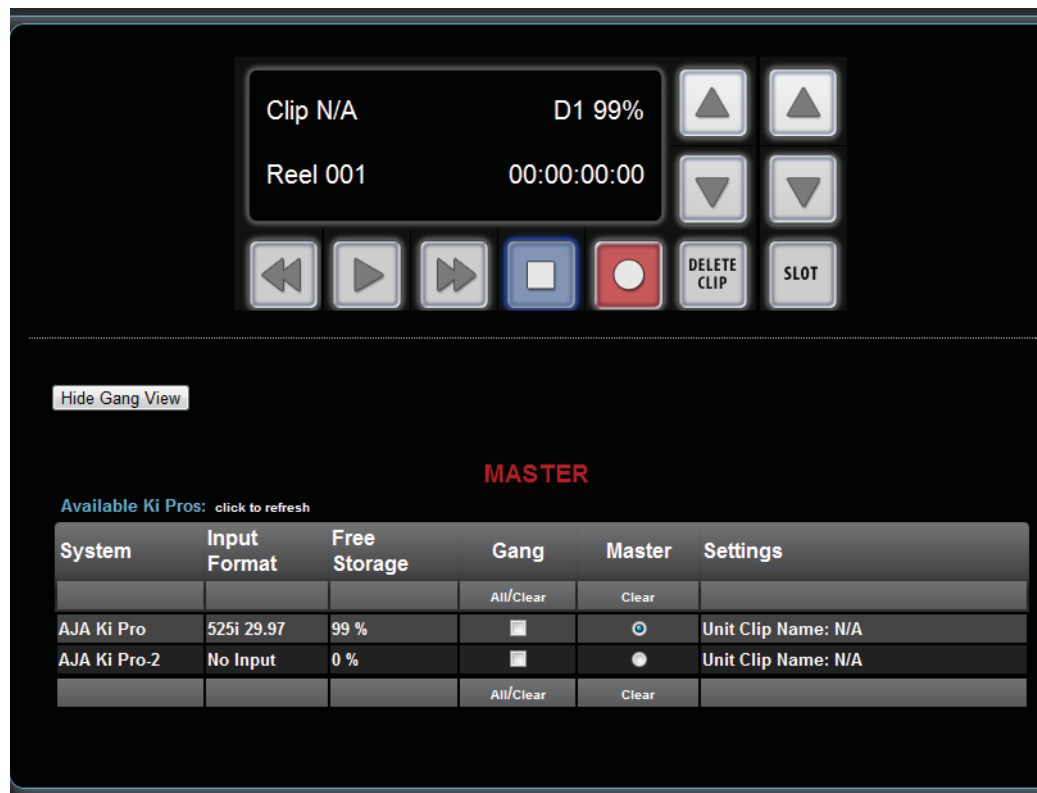 Clip N/A D1 99%
Reel 001 00:00:00:00
DELETE
CLIP
SLOT
Hide Gang View
MASTER
Available Ki Pros: click to refresh
System Input Format Free Storage Gang Master Settings
All/Clear Clear
AJA Ki Pro 525i 29.97 99 % Unit Clip Name: N/A
AJA Ki Pro-2 No Input 0 % Unit Clip Name: N/A
All/Clear Clear